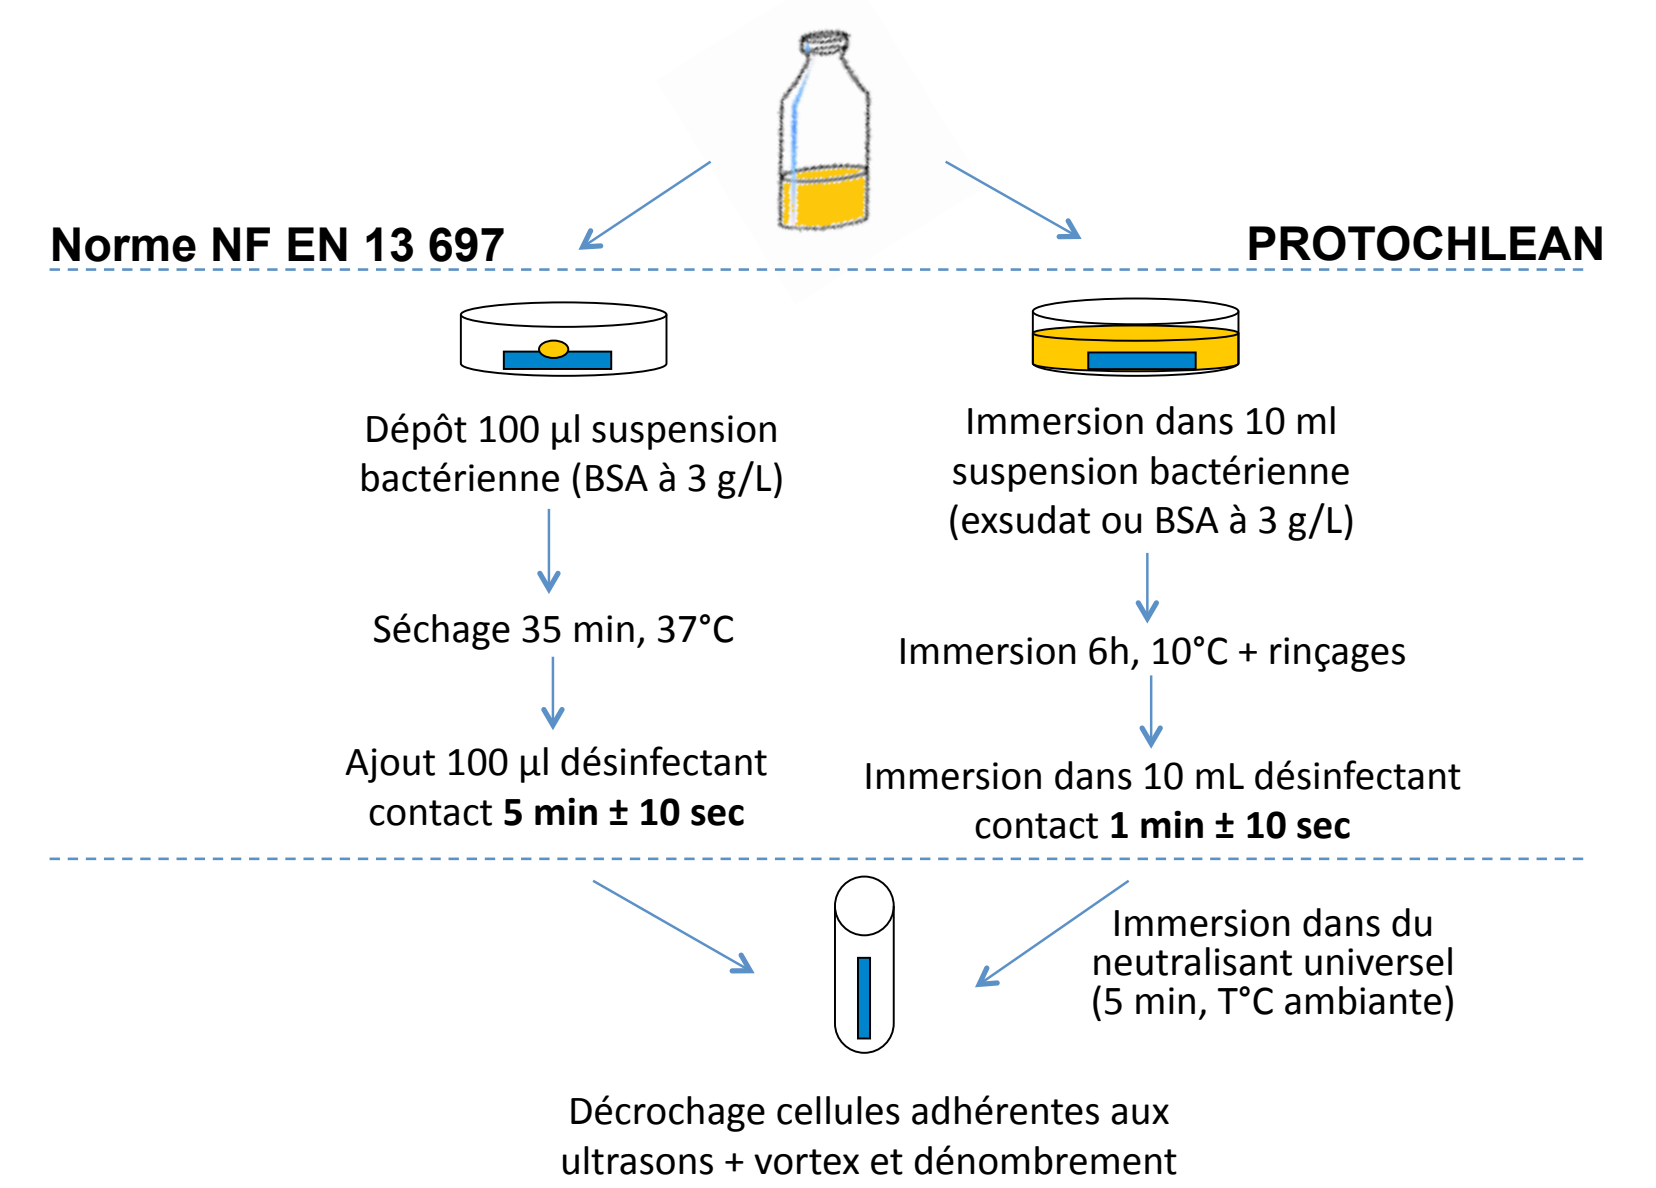 Norme NF EN 13 697
PROTOCHLEAN
Dépôt 100 µl suspension
bactérienne (BSA à 3 g/L)
Séchage 35 min, 37°C
Ajout 100 µl désinfectant
contact 5 min ± 10 sec
Immersion dans 10 ml
suspension bactérienne
(exsudat ou BSA à 3 g/L)
Immersion 6h, 10°C + rinçages
Immersion dans 10 mL désinfectant
contact 1 min ± 10 sec
Immersion dans du
neutralisant universel
(5 min, T°C ambiante)
Décrochage cellules adhérentes aux
ultrasons + vortex et dénombrement